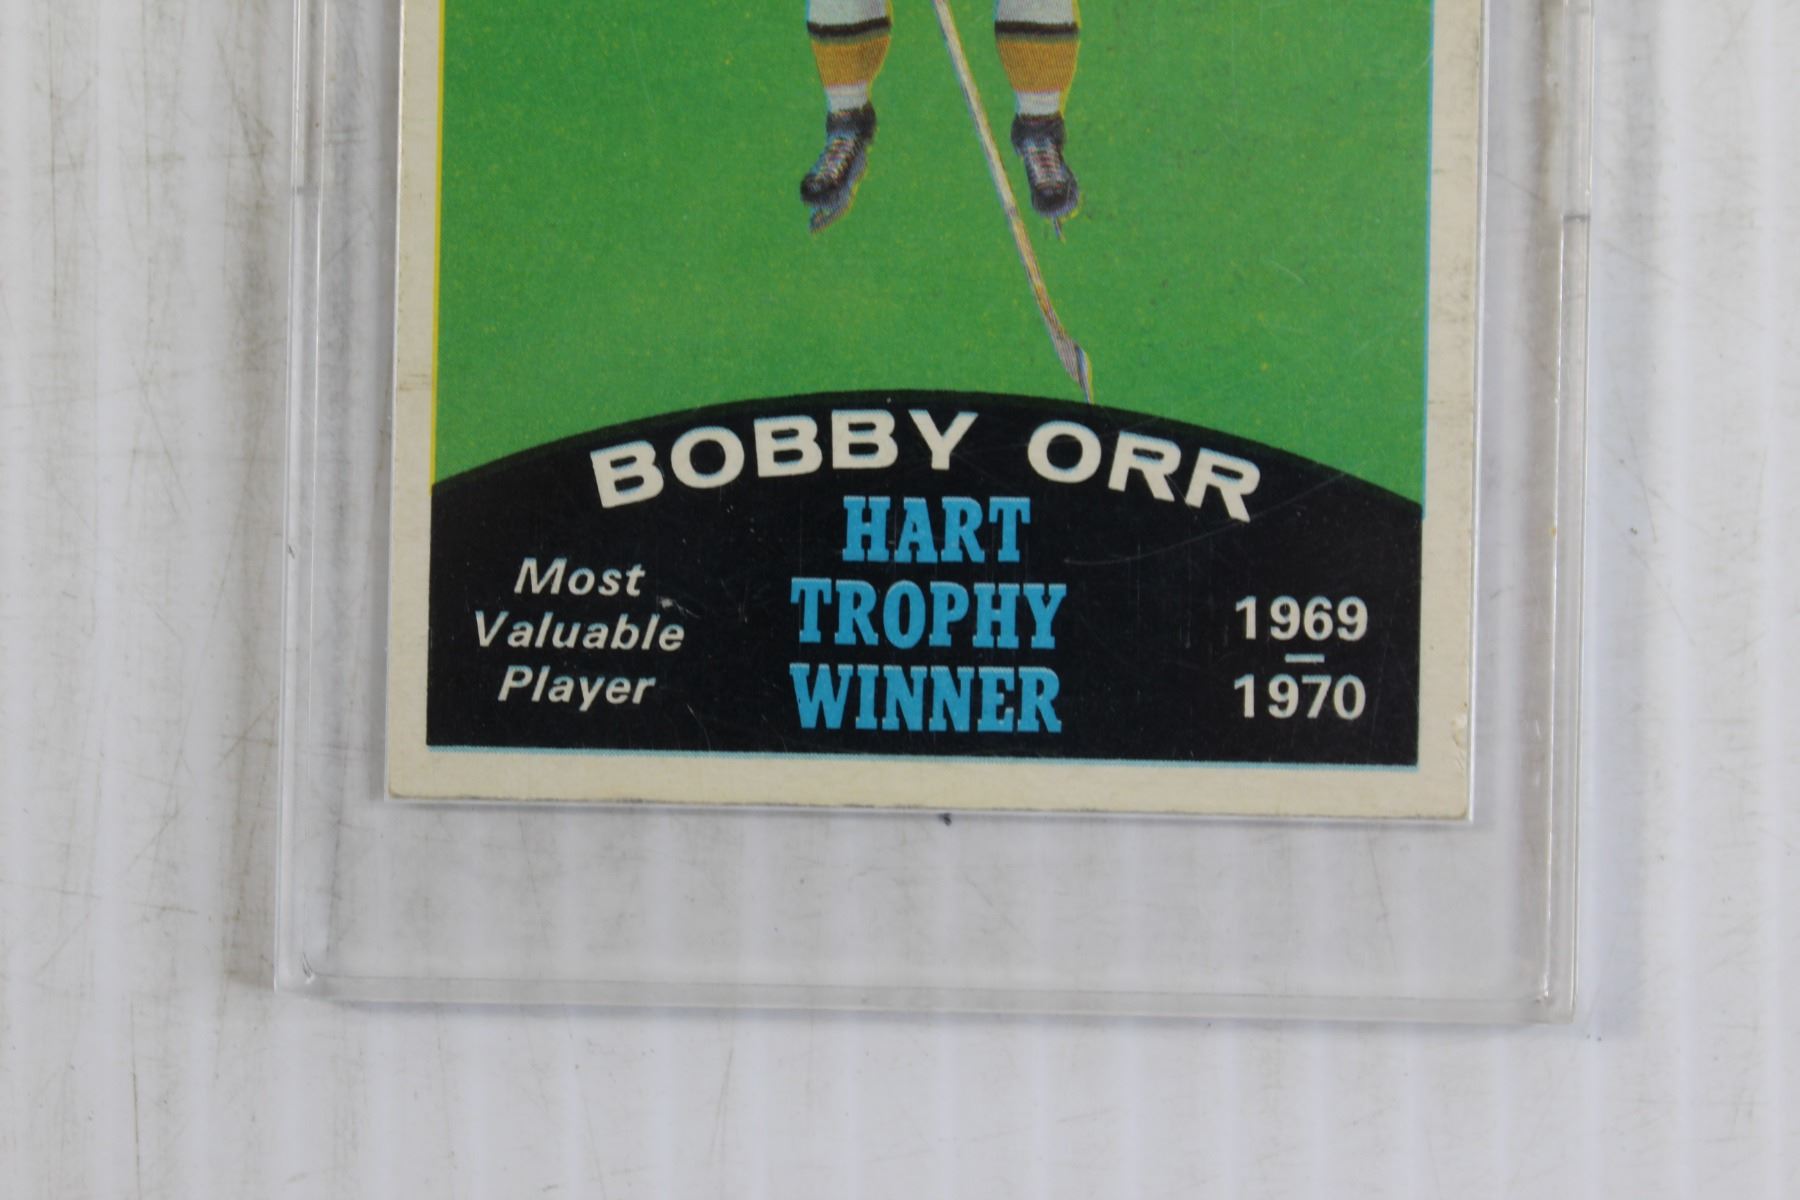 BOBBY ORR
HART
TROPHY
WINNER
Most
Valuable
Player
1969
–
1970